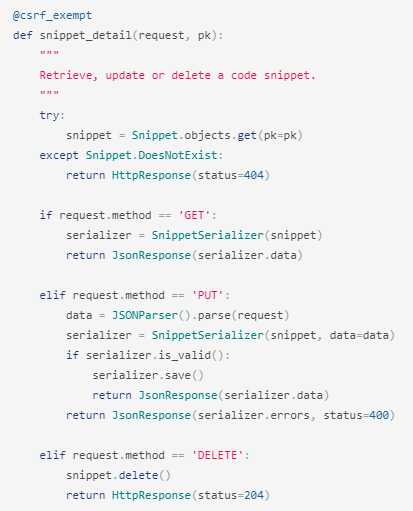 @csrf_exempt
def snippet_detail(request, pk):
    """
    Retrieve, update or delete a code snippet.
    """
    try:
        snippet = Snippet.objects.get(pk=pk)
    except Snippet.DoesNotExist:
        return HttpResponse(status=404)

    if request.method == 'GET':
        serializer = SnippetSerializer(snippet)
        return JsonResponse(serializer.data)

    elif request.method == 'PUT':
        data = JSONParser().parse(request)
        serializer = SnippetSerializer(snippet, data=data)
        if serializer.is_valid():
            serializer.save()
            return JsonResponse(serializer.data)
        return JsonResponse(serializer.errors, status=400)

    elif request.method == 'DELETE':
        snippet.delete()
        return HttpResponse(status=204)